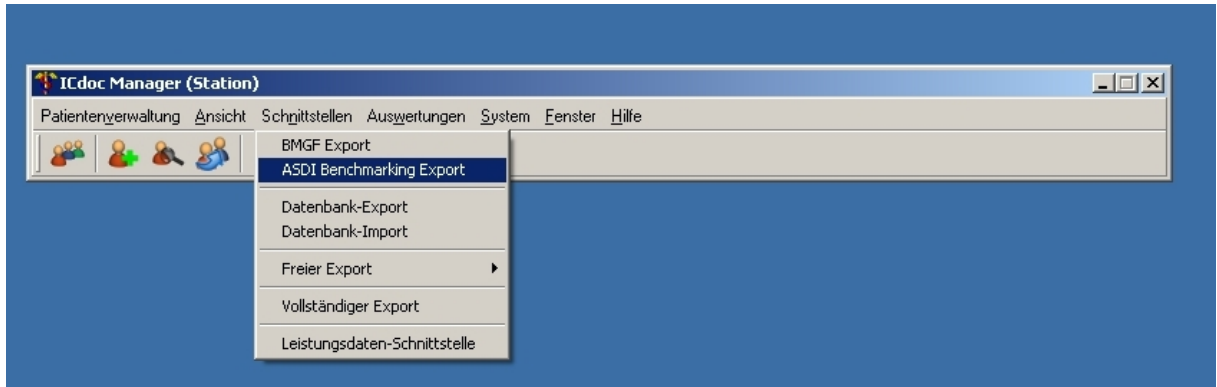 ICdoc Manager (Station)
Patientenverwaltung Ansicht Schnittstellen Auswertungen System Fenster Hilfe
BMGF Export
ASDI Benchmarking Export
Datenbank-Export
Datenbank-Import
Freier Export
Vollständiger Export
Leistungsdaten-Schnittstelle